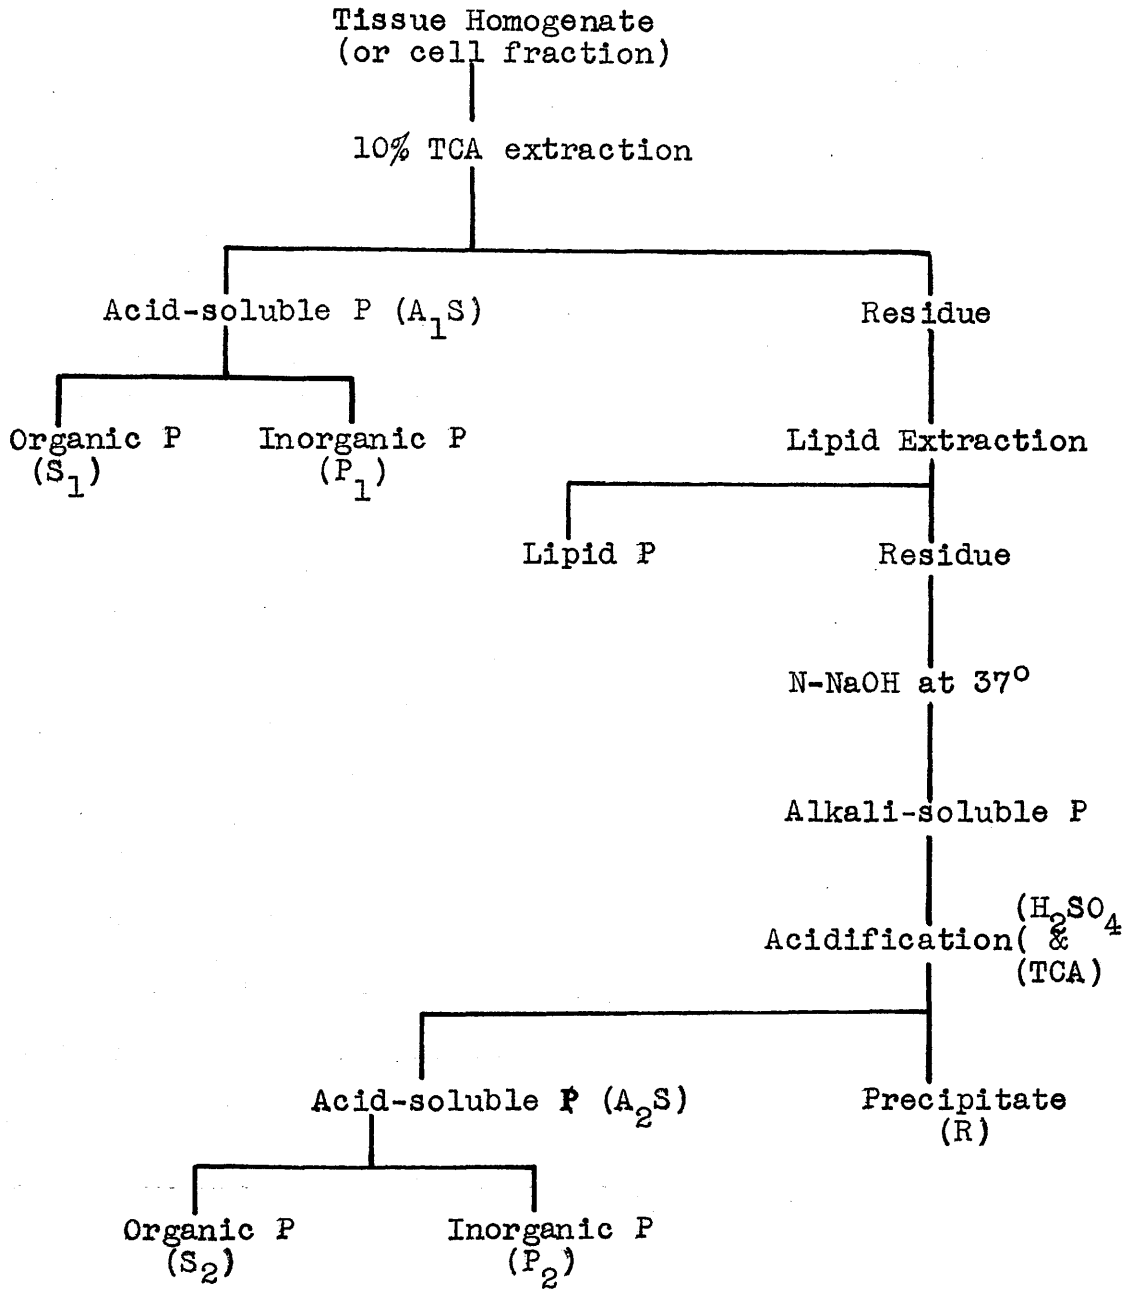 Tissue Homogenate
(or cell fraction)
10% TCA extraction
Acid-soluble P (A₁S)
Residue
Organic P
(S₁)
Inorganic P
(P₁)
Lipid Extraction
Lipid P
Residue
N-NaOH at 37°
Alkali-soluble P
(H₂SO₄
Acidification( &
(TCA)
Acid-soluble P (A₂S)
Precipitate
(R)
Organic P
(S₂)
Inorganic P
(P₂)